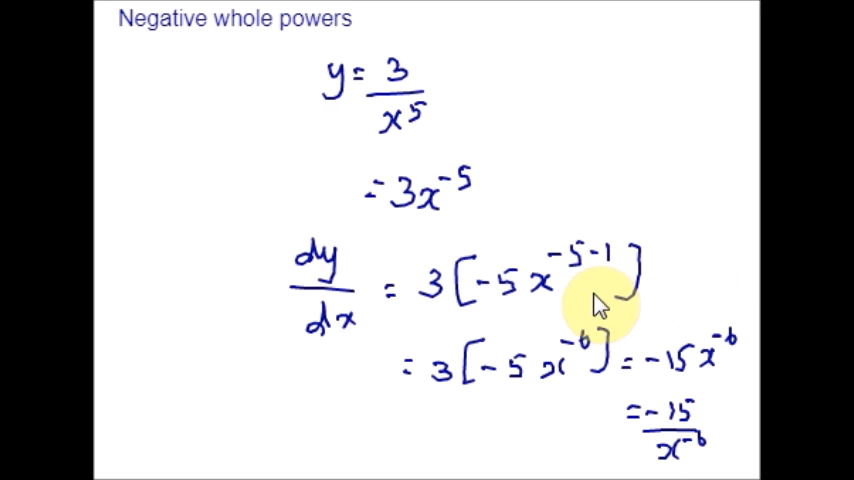 Negative whole powers
y = 3/x^5
= 3x^-5
dy/dx = 3[-5x^-5-1]
= 3[-5x^-6] = -15x^-6
= -15/x^-6